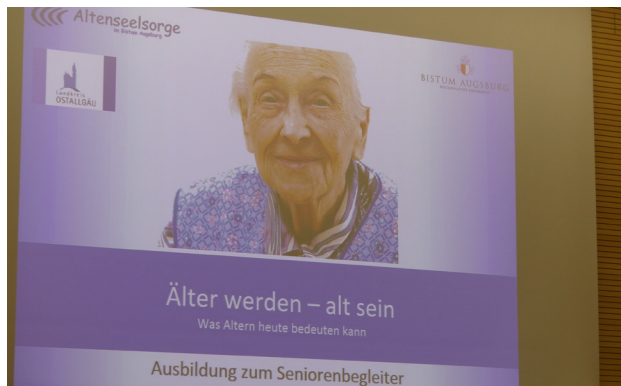 Altenseelsorge
im Bistum Augsburg
Landkreis
OSTALLGÄU
BISTUM AUGSBURG
Älter werden – alt sein
Was Altern heute bedeuten kann
Ausbildung zum Seniorenbegleiter